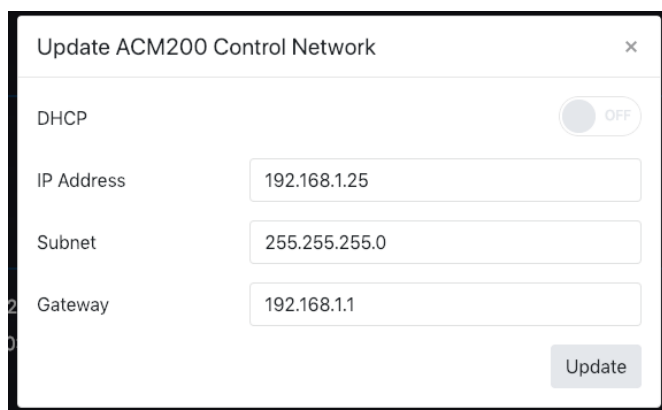 Update ACM200 Control Network ×
DHCP OFF
IP Address 192.168.1.25
Subnet 255.255.255.0
2 Gateway 192.168.1.1
Update